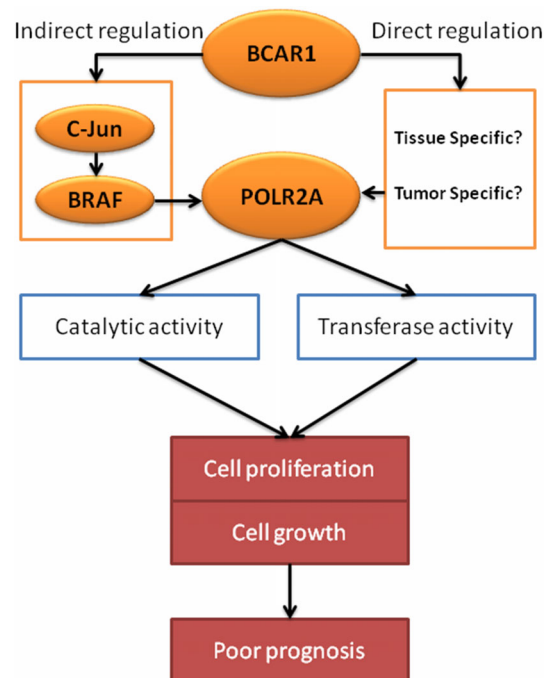 Indirect regulation
BCAR1
Direct regulation
C-Jun
BRAF
POLR2A
Tissue Specific?
Tumor Specific?
Catalytic activity
Transferase activity
Cell proliferation
Cell growth
Poor prognosis